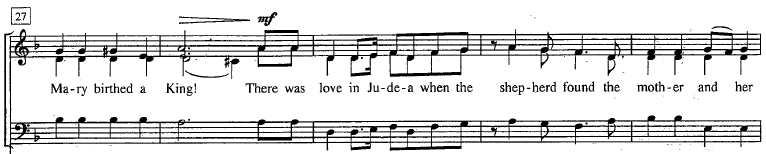 27
mf
Ma-ry birthed a King! There was love in Ju-de-a when the shep-herd found the moth-er and her